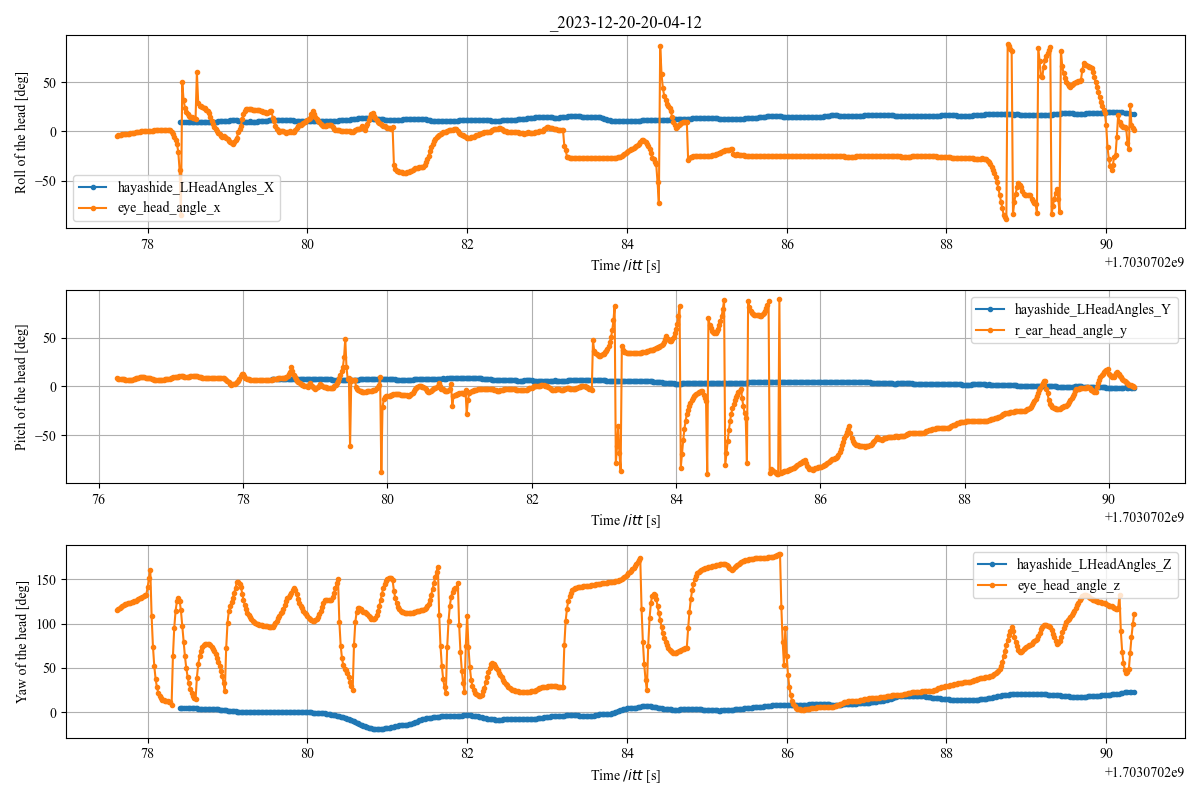 _2023-12-20-20-04-12
Roll of the head [deg]
50
0
−50
hayashide_LHeadAngles_X
eye_head_angle_x
78
80
82
84
86
88
90
Time /itt [s]
+1.7030702e9
Pitch of the head [deg]
50
0
−50
hayashide_LHeadAngles_Y
r_ear_head_angle_y
76
78
80
82
84
86
88
90
Time /itt [s]
+1.7030702e9
Yaw of the head [deg]
150
100
50
0
hayashide_LHeadAngles_Z
eye_head_angle_z
78
80
82
84
86
88
90
Time /itt [s]
+1.7030702e9